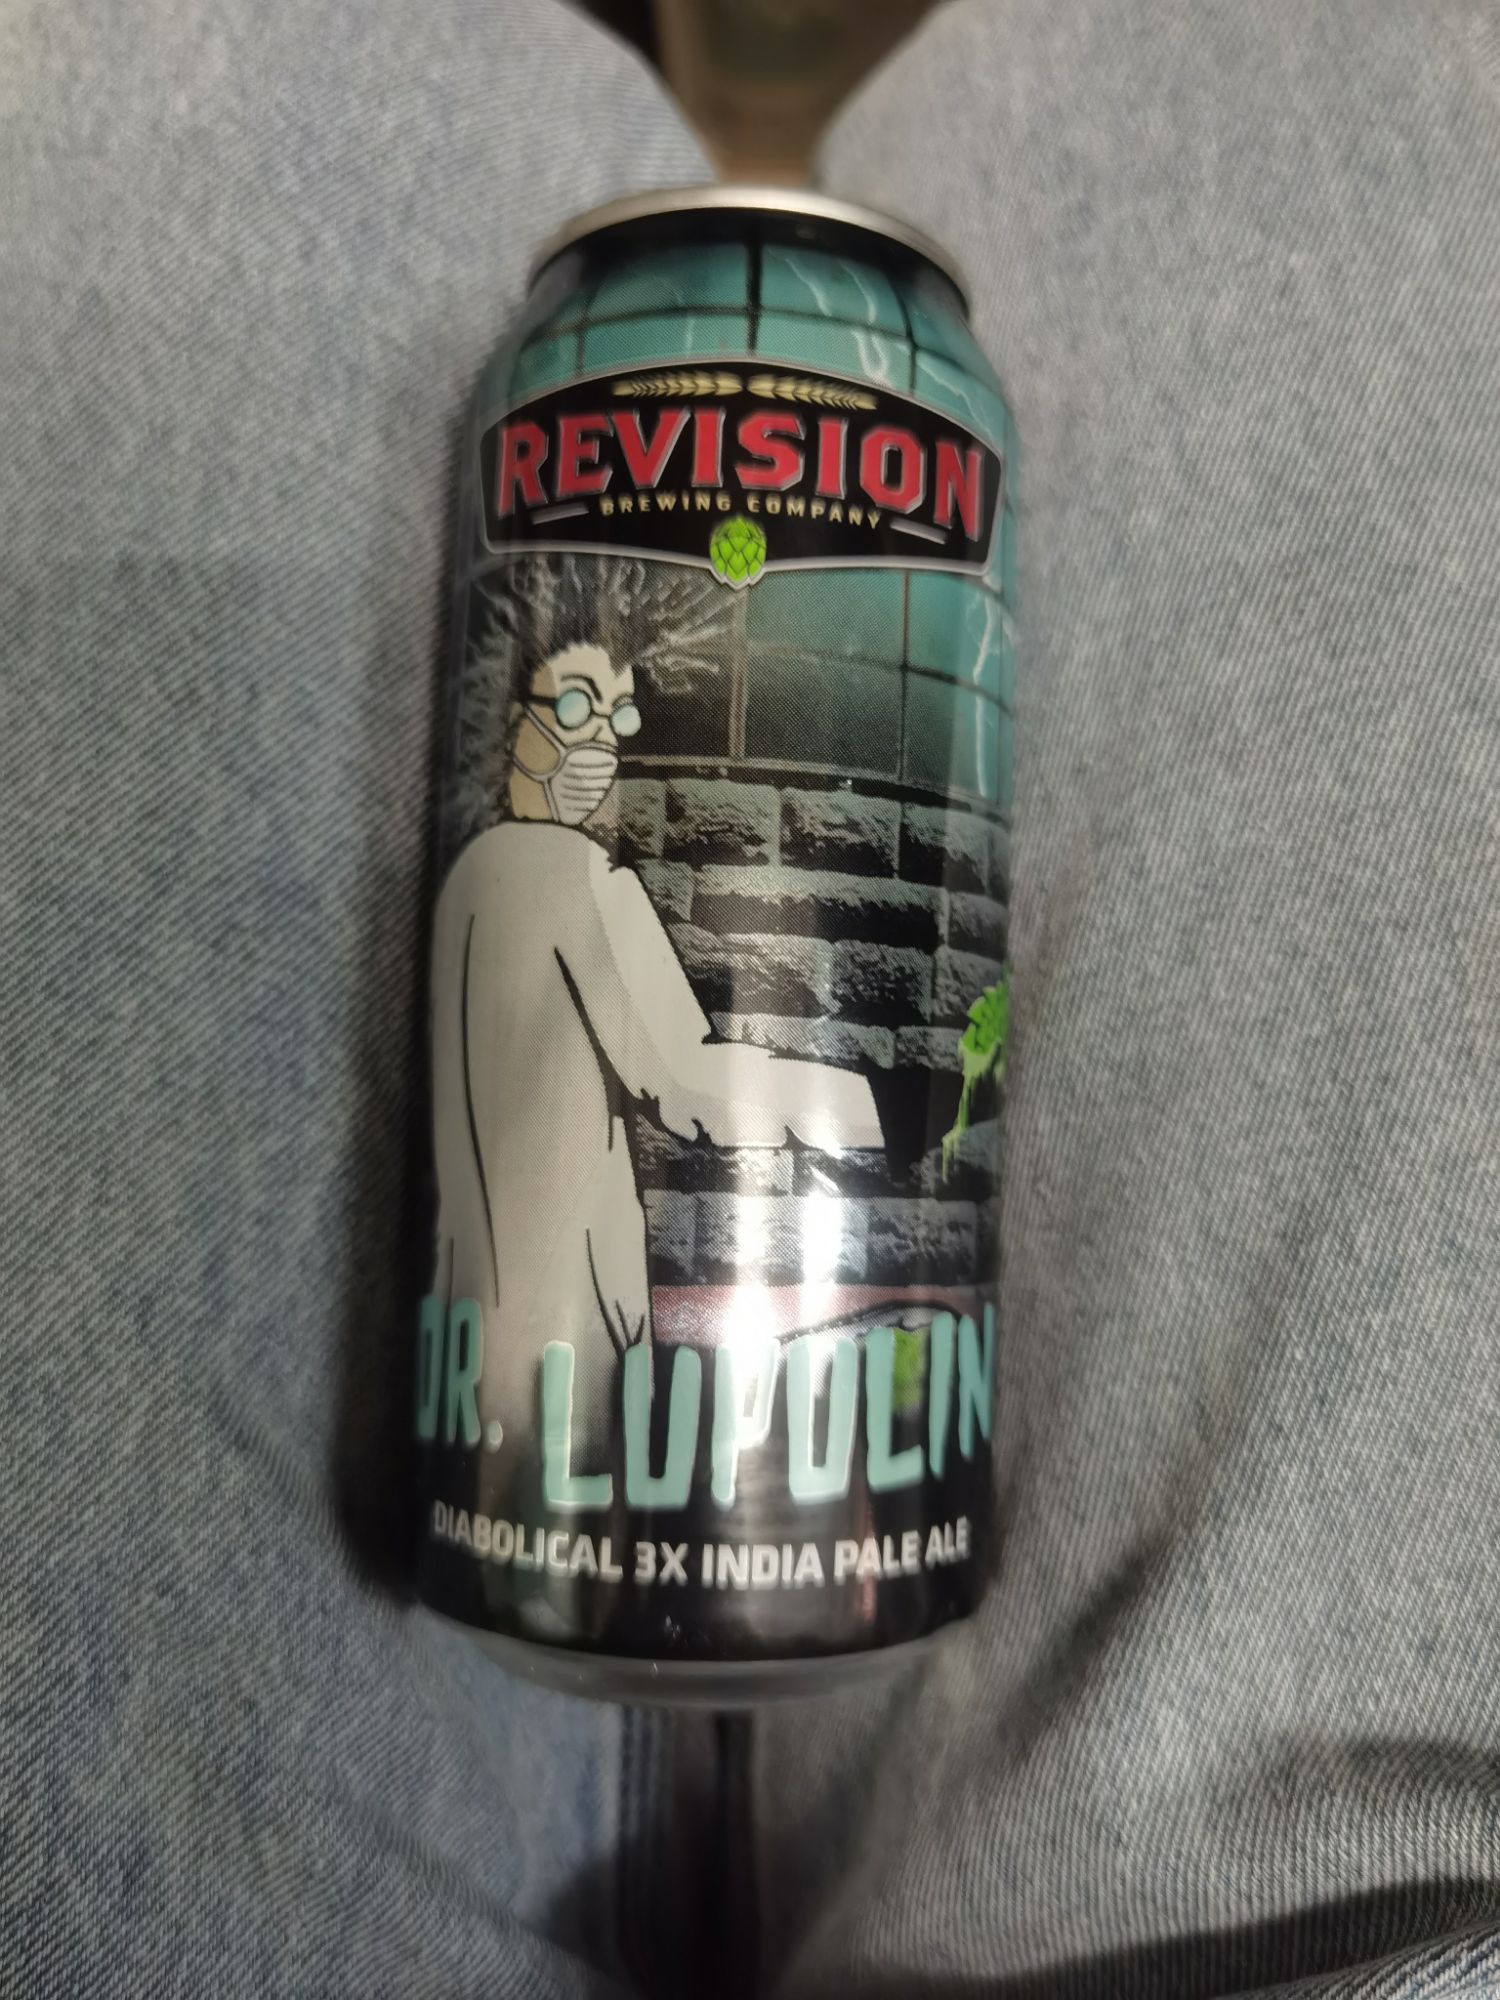 REVISION
BREWING COMPANY
DR. LUPULIN
DIABOLICAL 3X INDIA PALE ALE